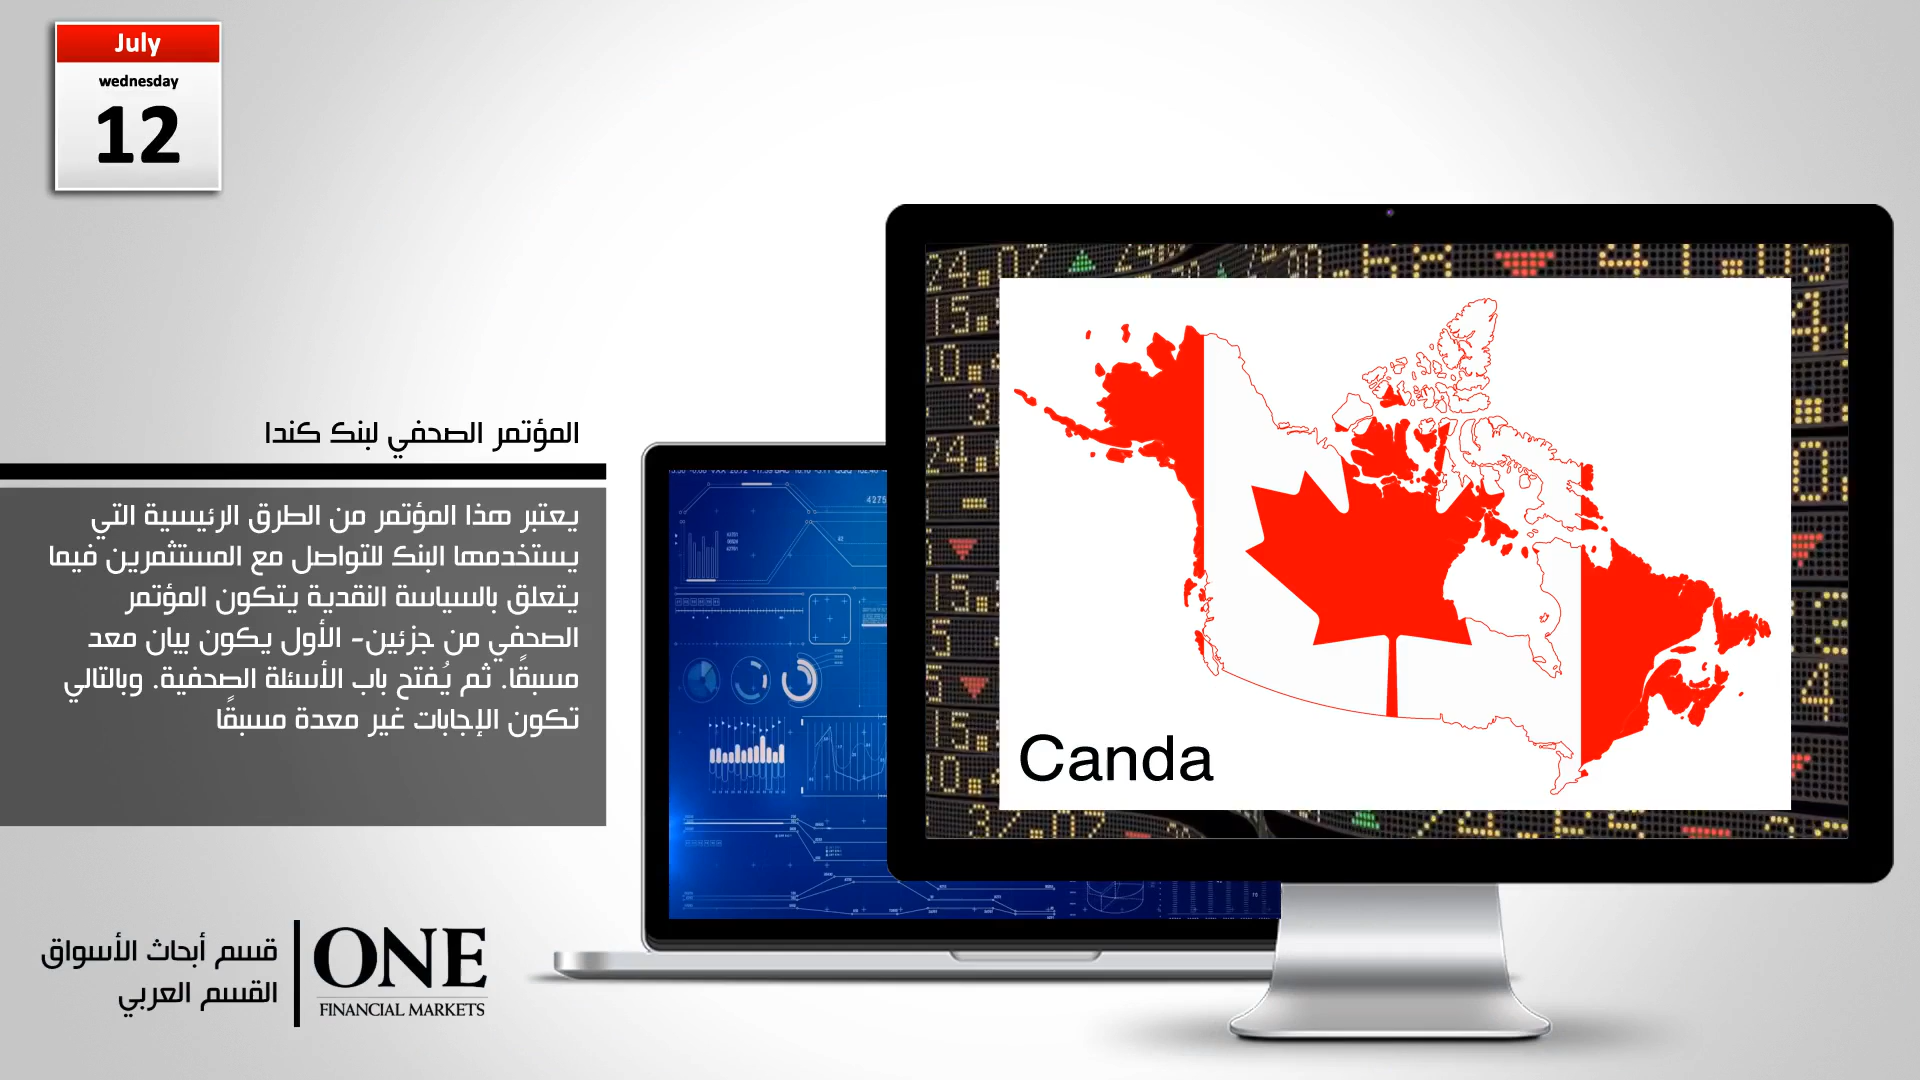 July
wednesday
12
المؤتمر الصحفي لبنك كندا
يعتبر هذا المؤتمر من الطرق الرئيسية التي
يستخدمها البنك للتواصل مع المستثمرين فيما
يتعلق بالسياسة النقدية يتكون المؤتمر
الصحفي من جزئين- الأول يكون بيان معد
مسبقًا. ثم يُفتح باب الأسئلة الصحفية. وبالتالي
تكون الإجابات غير معدة مسبقًا
Canda
قسم أبحاث الأسواق
القسم العربي
ONE
FINANCIAL MARKETS